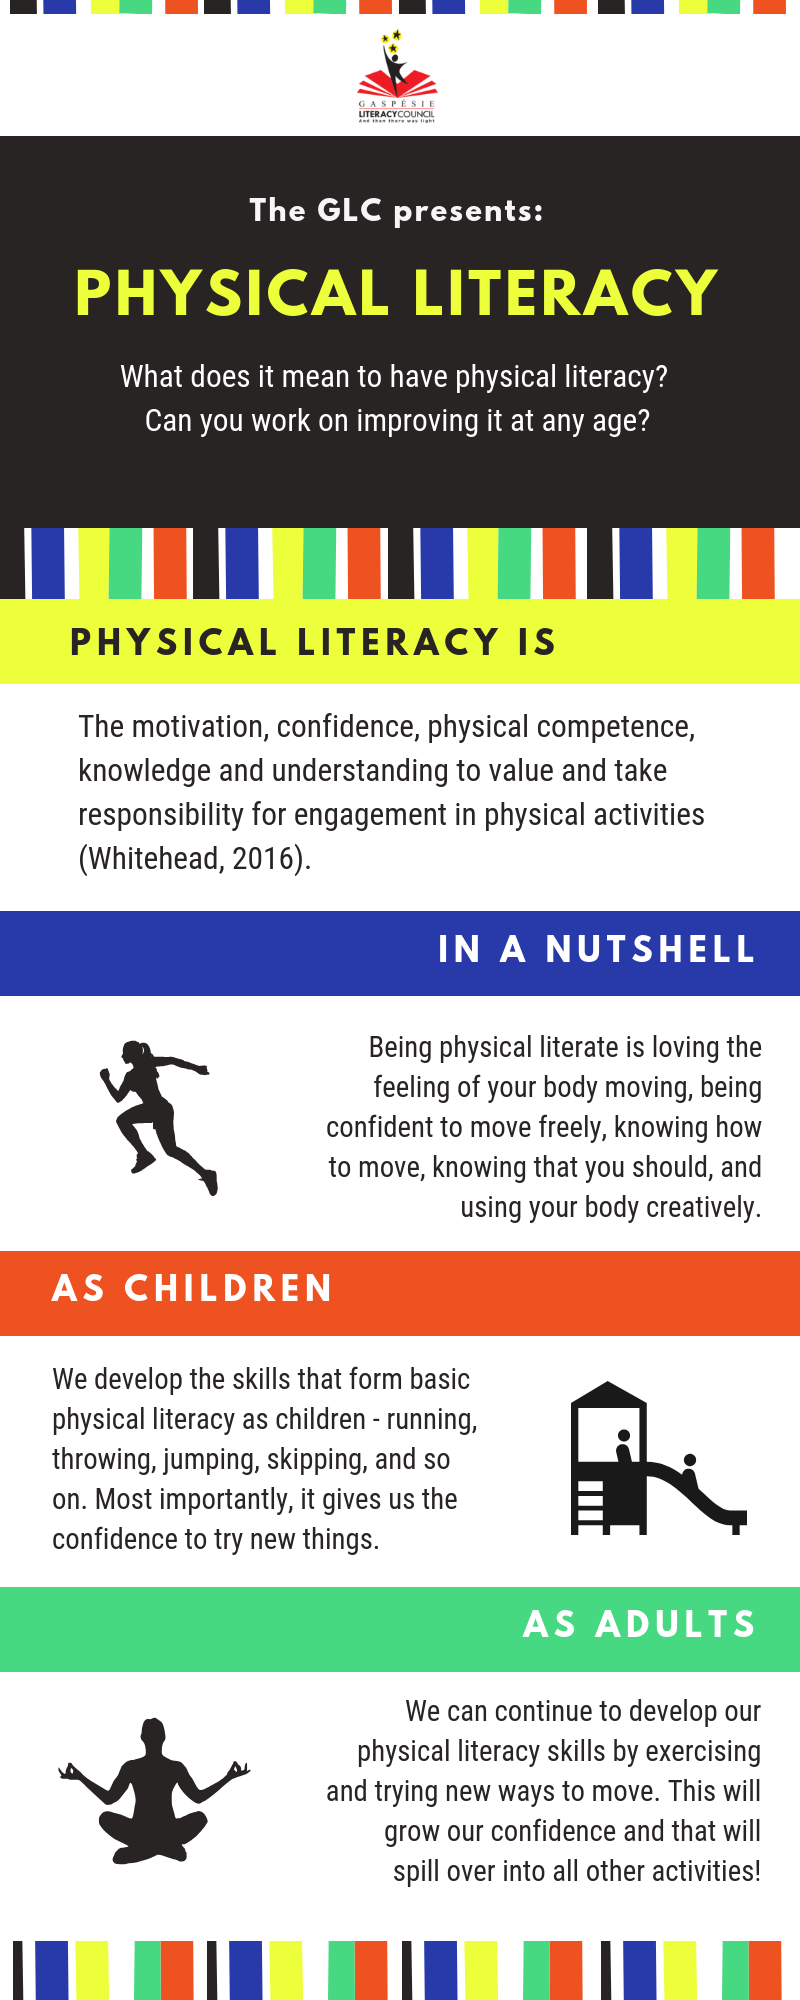 GASPÉSIE
LITERACYCOUNCIL
And then there was light
The GLC presents:
PHYSICAL LITERACY
What does it mean to have physical literacy?
Can you work on improving it at any age?
PHYSICAL LITERACY IS
The motivation, confidence, physical competence,
knowledge and understanding to value and take
responsibility for engagement in physical activities
(Whitehead, 2016).
IN A NUTSHELL
Being physical literate is loving the
feeling of your body moving, being
confident to move freely, knowing how
to move, knowing that you should, and
using your body creatively.
AS CHILDREN
We develop the skills that form basic
physical literacy as children - running,
throwing, jumping, skipping, and so
on. Most importantly, it gives us the
confidence to try new things.
AS ADULTS
We can continue to develop our
physical literacy skills by exercising
and trying new ways to move. This will
grow our confidence and that will
spill over into all other activities!